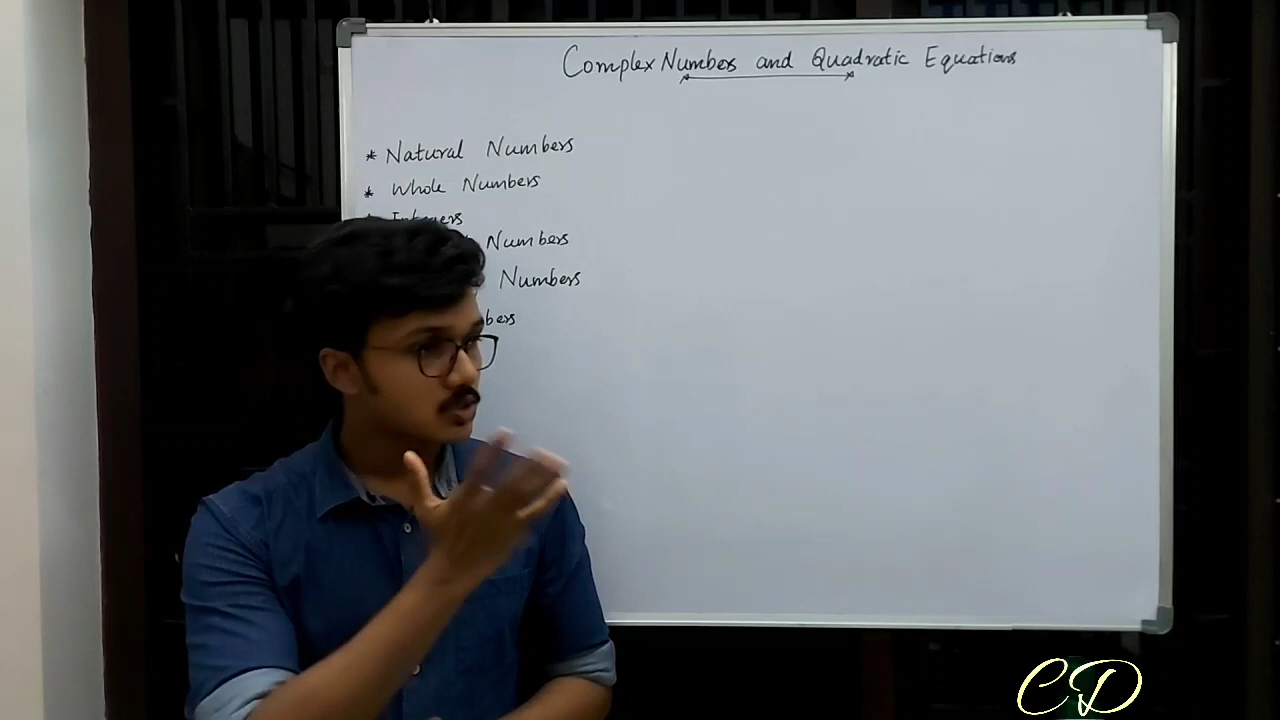 Complex Numbers and Quadratic Equations
* Natural Numbers
* Whole Numbers
* Integers
Numbers
Numbers
CD